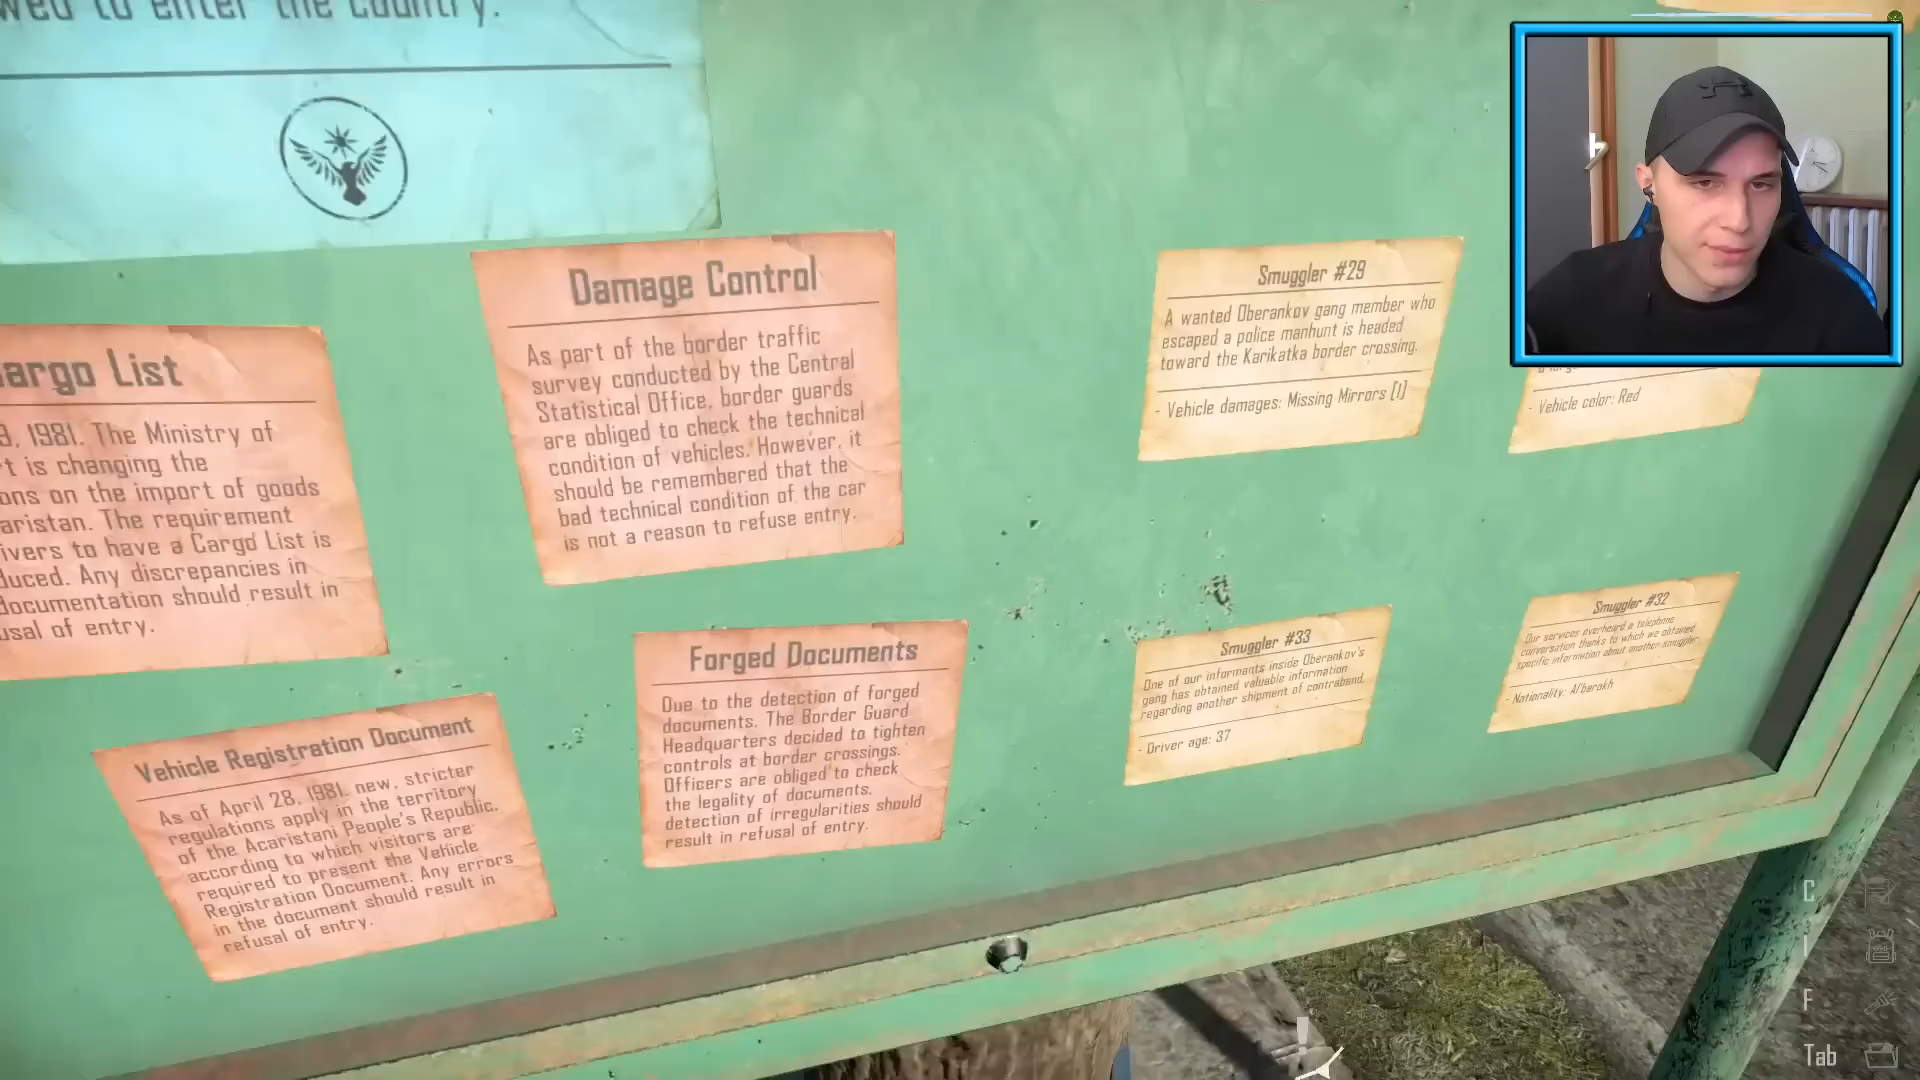 wed to enter the country.
Cargo List
3, 1981. The Ministry of
rt is changing the
ons on the import of goods
aristan. The requirement
ivers to have a Cargo List is
duced. Any discrepancies in
documentation should result in
usal of entry.
Damage Control
As part of the border traffic
survey conducted by the Central
Statistical Office, border guards
are obliged to check the technical
condition of vehicles. However, it
should be remembered that the
bad technical condition of the car
is not a reason to refuse entry.
Vehicle Registration Document
As of April 28, 1981, new, stricter
regulations apply in the territory
of the Acaristani People's Republic,
according to which visitors are
required to present the Vehicle
Registration Document. Any errors
in the document should result in
refusal of entry.
Forged Documents
Due to the detection of forged
documents, The Border Guard
Headquarters decided to tighten
controls at border crossings.
Officers are obliged to check
the legality of documents,
detection of irregularities should
result in refusal of entry.
Smuggler #29
A wanted Oberankov gang member who
escaped a police manhunt is headed
toward the Karikatka border crossing.
- Vehicle damages: Missing Mirrors [1]
- Vehicle color: Red
Smuggler #33
One of our informants inside Oberankov's
gang has obtained valuable information
regarding another shipment of contraband.
- Driver age: 37
Smuggler #32
Our services overheard a telephone
conversation thanks to which we obtained
specific information about another smuggler.
- Nationality: Al'barakh
C
I
F
Tab